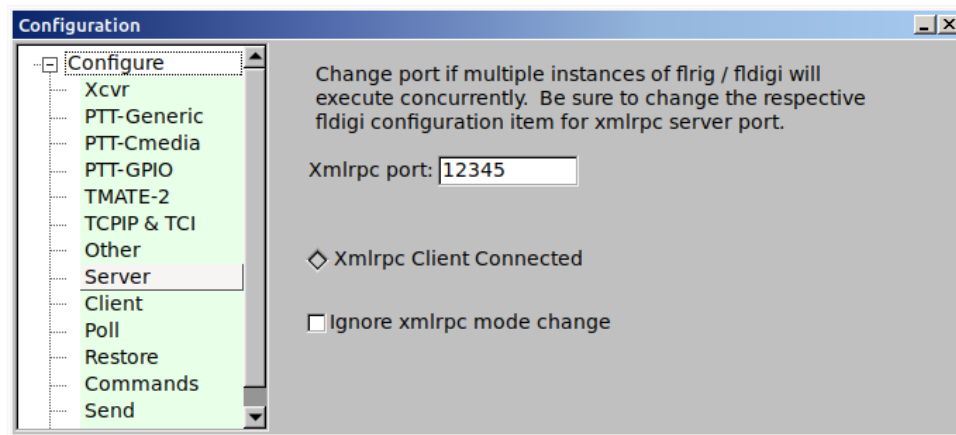 Configuration
Configure
Xcvr
PTT-Generic
PTT-Cmedia
PTT-GPIO
TMATE-2
TCPIP & TCI
Other
Server
Client
Poll
Restore
Commands
Send
Change port if multiple instances of flrig / fldigi will
execute concurrently.  Be sure to change the respective
fldigi configuration item for xmlrpc server port.
Xmlrpc port: 12345
Xmlrpc Client Connected
Ignore xmlrpc mode change